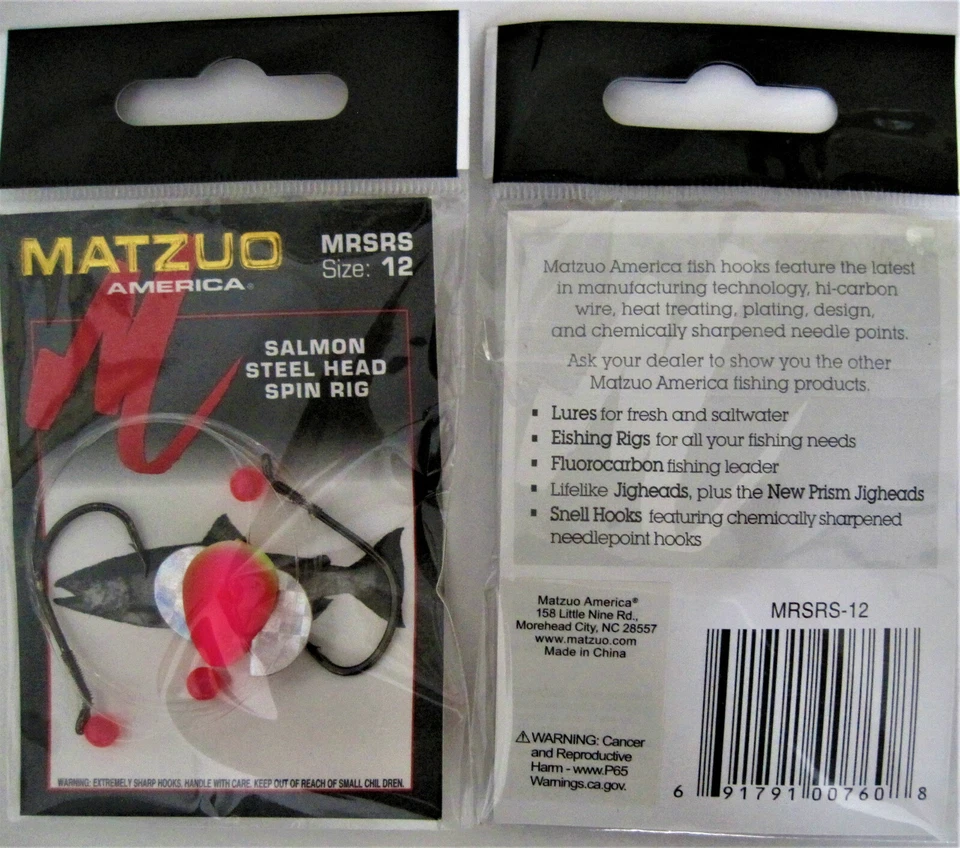 MATZUO
AMERICA®
MRSRS
Size: 12
SALMON
STEEL HEAD
SPIN RIG
WARNING: EXTREMELY SHARP HOOKS. HANDLE WITH CARE. KEEP OUT OF REACH OF SMALL CHIL DREN.
Matzuo America fish hooks feature the latest
in manufacturing technology, hi-carbon
wire, heat treating, plating, design,
and chemically sharpened needle points.
Ask your dealer to show you the other
Matzuo America fishing products.
▪ Lures for fresh and saltwater
▪ Eishing Rigs for all your fishing needs
▪ Fluorocarbon fishing leader
▪ Lifelike Jigheads, plus the New Prism Jigheads
▪ Snell Hooks featuring chemically sharpened
needlepoint hooks
Matzuo America®
158 Little Nine Rd.,
Morehead City, NC 28557
www.matzuo.com
Made in China
⚠WARNING: Cancer
and Reproductive
Harm - www.P65
Warnings.ca.gov.
MRSRS-12
6 91791 00760 8